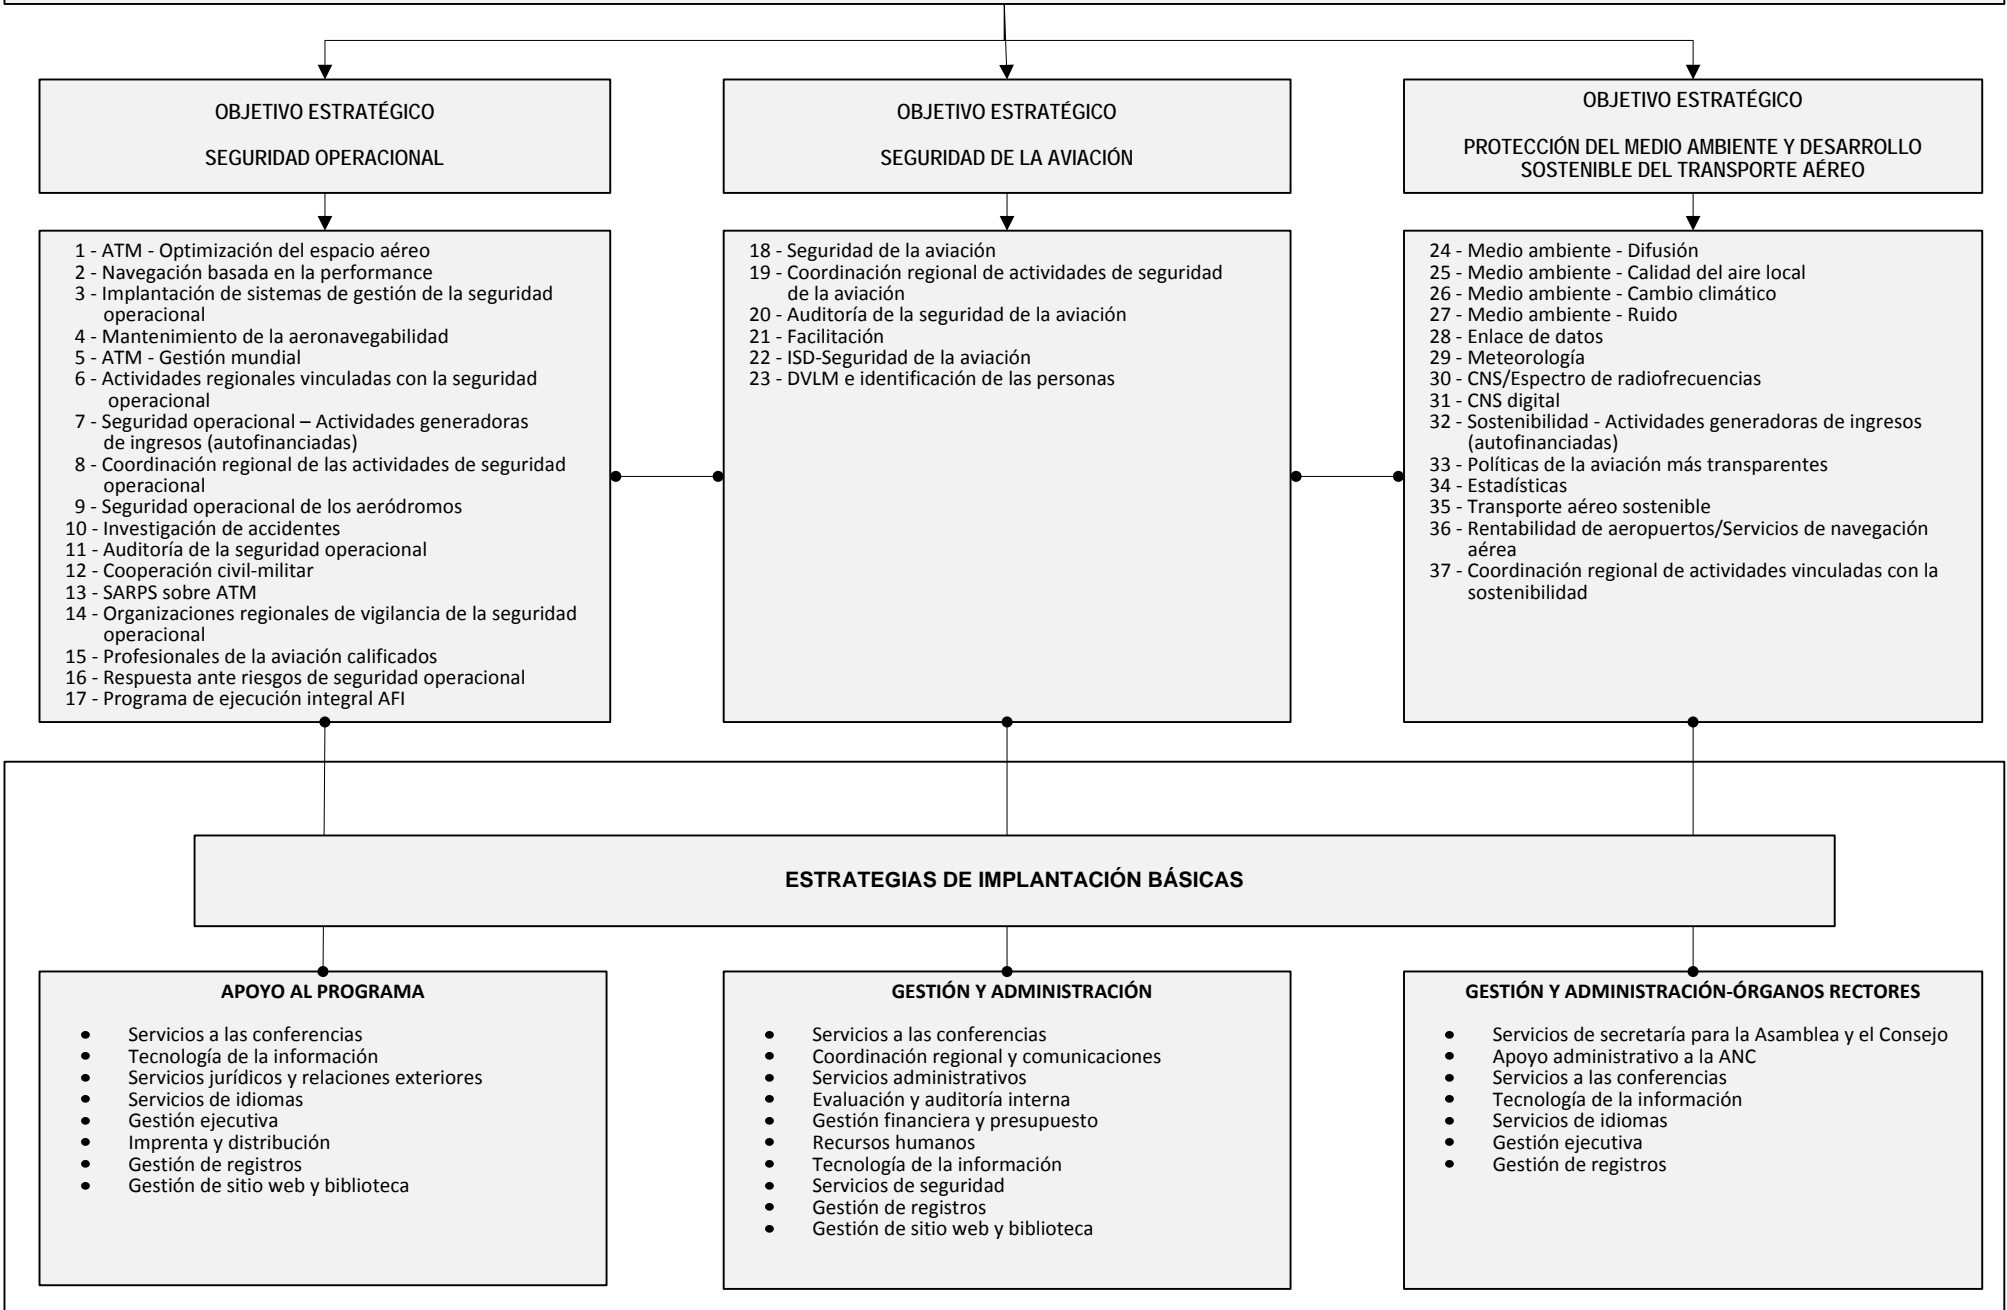 OBJETIVO ESTRATÉGICO
SEGURIDAD OPERACIONAL
OBJETIVO ESTRATÉGICO
SEGURIDAD DE LA AVIACIÓN
OBJETIVO ESTRATÉGICO
PROTECCIÓN DEL MEDIO AMBIENTE Y DESARROLLO
SOSTENIBLE DEL TRANSPORTE AÉREO
1 - ATM - Optimización del espacio aéreo
2 - Navegación basada en la performance
3 - Implantación de sistemas de gestión de la seguridad
operacional
4 - Mantenimiento de la aeronavegabilidad
5 - ATM - Gestión mundial
6 - Actividades regionales vinculadas con la seguridad
operacional
7 - Seguridad operacional – Actividades generadoras
de ingresos (autofinanciadas)
8 - Coordinación regional de las actividades de seguridad
operacional
9 - Seguridad operacional de los aeródromos
10 - Investigación de accidentes
11 - Auditoría de la seguridad operacional
12 - Cooperación civil-militar
13 - SARPS sobre ATM
14 - Organizaciones regionales de vigilancia de la seguridad
operacional
15 - Profesionales de la aviación calificados
16 - Respuesta ante riesgos de seguridad operacional
17 - Programa de ejecución integral AFI
18 - Seguridad de la aviación
19 - Coordinación regional de actividades de seguridad
de la aviación
20 - Auditoría de la seguridad de la aviación
21 - Facilitación
22 - ISD-Seguridad de la aviación
23 - DVLM e identificación de las personas
24 - Medio ambiente - Difusión
25 - Medio ambiente - Calidad del aire local
26 - Medio ambiente - Cambio climático
27 - Medio ambiente - Ruido
28 - Enlace de datos
29 - Meteorología
30 - CNS/Espectro de radiofrecuencias
31 - CNS digital
32 - Sostenibilidad - Actividades generadoras de ingresos
(autofinanciadas)
33 - Políticas de la aviación más transparentes
34 - Estadísticas
35 - Transporte aéreo sostenible
36 - Rentabilidad de aeropuertos/Servicios de navegación
aérea
37 - Coordinación regional de actividades vinculadas con la
sostenibilidad
ESTRATEGIAS DE IMPLANTACIÓN BÁSICAS
APOYO AL PROGRAMA
• Servicios a las conferencias
• Tecnología de la información
• Servicios jurídicos y relaciones exteriores
• Servicios de idiomas
• Gestión ejecutiva
• Imprenta y distribución
• Gestión de registros
• Gestión de sitio web y biblioteca
GESTIÓN Y ADMINISTRACIÓN
• Servicios a las conferencias
• Coordinación regional y comunicaciones
• Servicios administrativos
• Evaluación y auditoría interna
• Gestión financiera y presupuesto
• Recursos humanos
• Tecnología de la información
• Servicios de seguridad
• Gestión de registros
• Gestión de sitio web y biblioteca
GESTIÓN Y ADMINISTRACIÓN-ÓRGANOS RECTORES
• Servicios de secretaría para la Asamblea y el Consejo
• Apoyo administrativo a la ANC
• Servicios a las conferencias
• Tecnología de la información
• Servicios de idiomas
• Gestión ejecutiva
• Gestión de registros